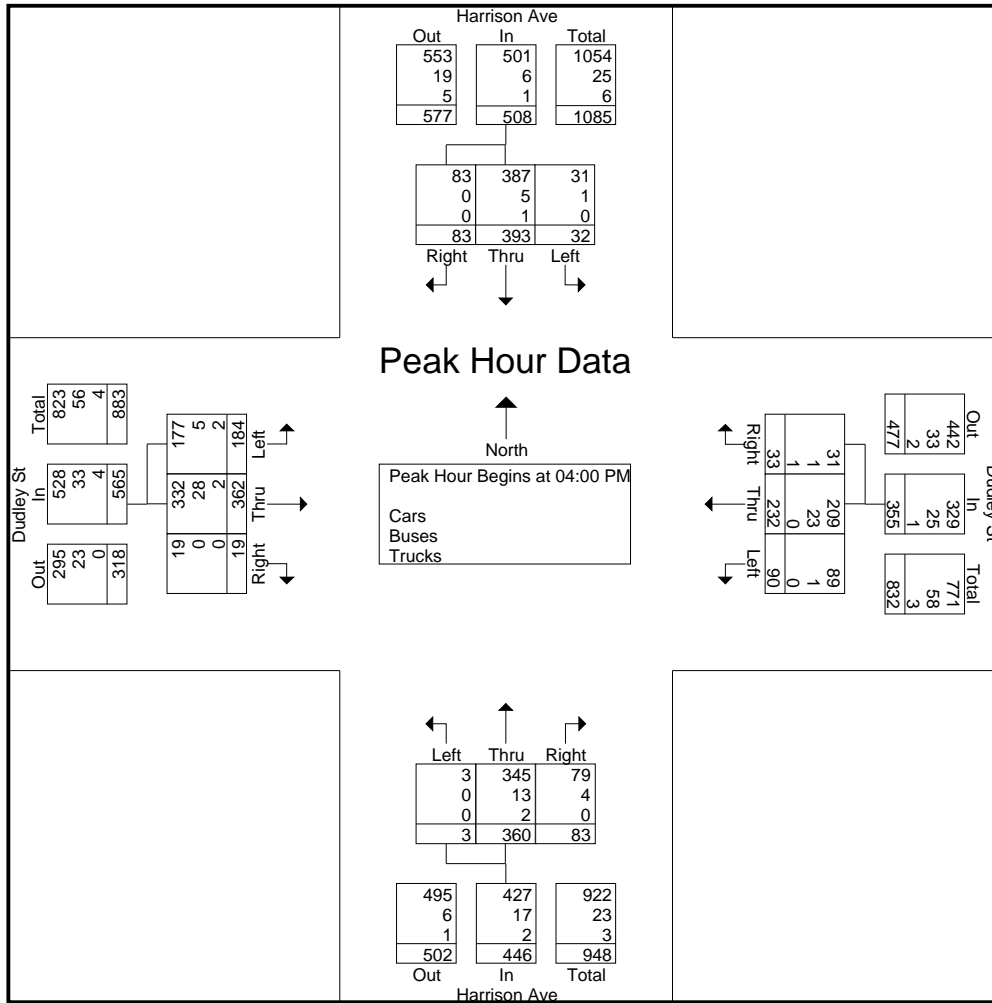 Harrison Ave
Out In Total
553 501 1054
19 6 25
5 1 6
577 508 1085
83 387 31
0 5 1
0 1 0
83 393 32
Right Thru Left
Peak Hour Data
North
Peak Hour Begins at 04:00 PM
Cars
Buses
Trucks
Dudley St
Total
823
56
4
883
In
528
33
4
565
Out
295
23
0
318
177
5
2
184
Left
332
28
2
362
Thru
19
0
0
19
Right
Dudley St
Out
442
33
2
477
In
329
25
1
355
Total
771
58
3
832
31
1
1
33
Right
209
23
0
232
Thru
89
1
0
90
Left
Left Thru Right
3 345 79
0 13 4
0 2 0
3 360 83
495 427 922
6 17 23
1 2 3
502 446 948
Out In Total
Harrison Ave